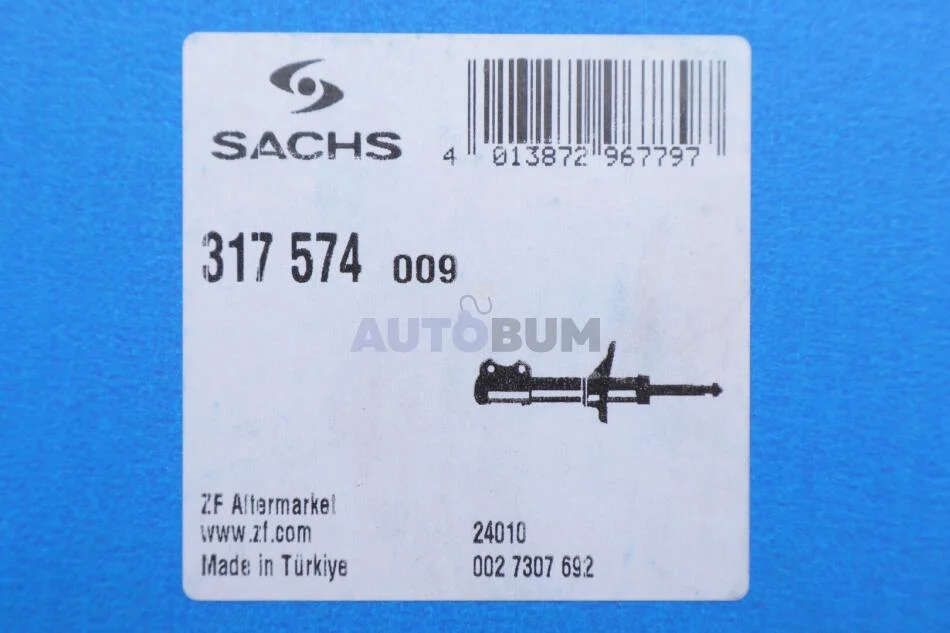 SACHS
4 013872 967797
317 574 009
AUTOBUM
ZF Aftermarket
www.zf.com
24010
Made in Türkiye
002 7307 692